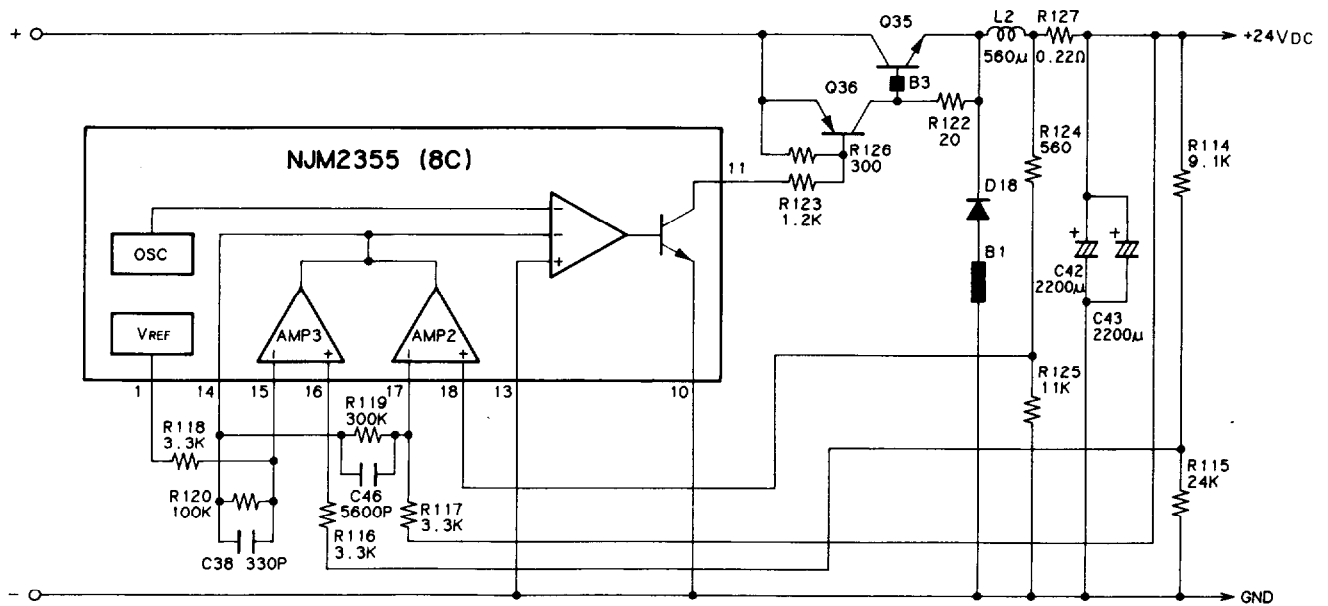 Q35
L2
R127
+
+24VDC
560µ
0.22Ω
B3
Q36
R122
20
R124
560
R114
9.1K
NJM2355 (8C)
11
R126
300
R123
1.2K
D18
OSC
−
−
+
B1
+
+
C42
2200µ
C43
2200µ
VREF
AMP3
AMP2
−
+
−
+
1
14
15
16
17
18
13
10
R125
11K
R119
300K
R118
3.3K
R120
100K
C46
5600P
R117
3.3K
R115
24K
R116
3.3K
C38
330P
-
GND